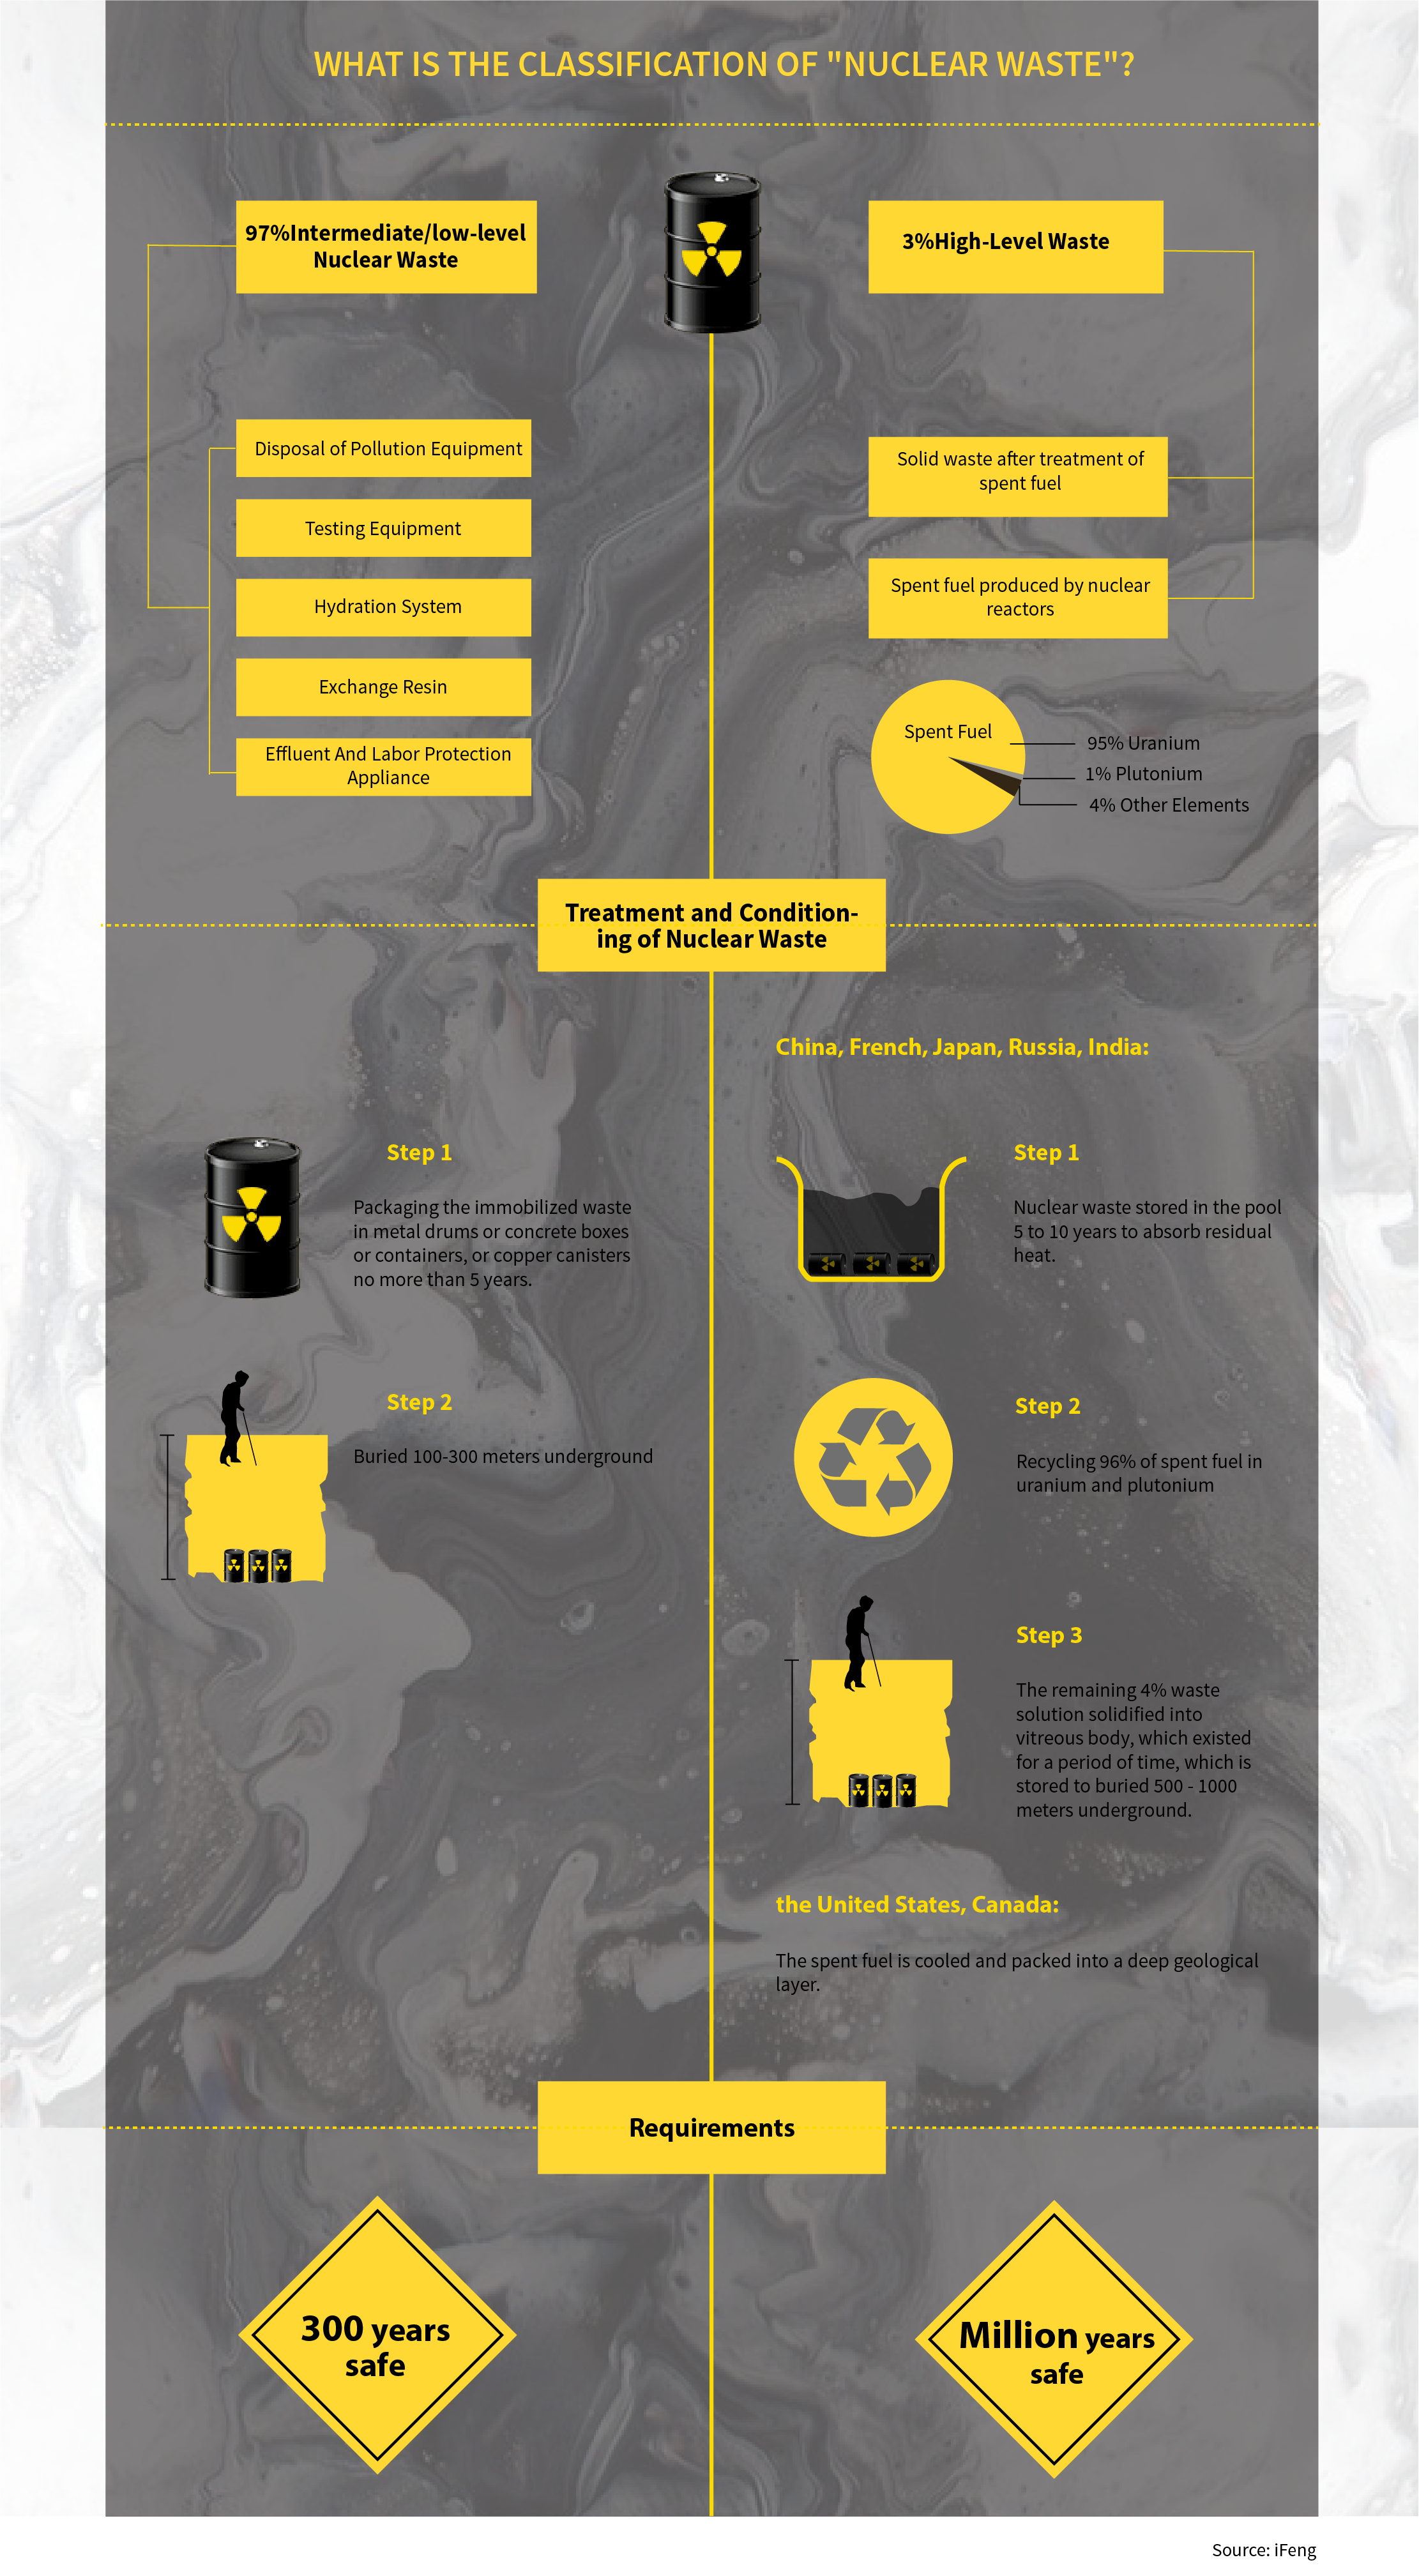 WHAT IS THE CLASSIFICATION OF "NUCLEAR WASTE"?
97%Intermediate/low-level
Nuclear Waste
Disposal of Pollution Equipment
Testing Equipment
Hydration System
Exchange Resin
Effluent And Labor Protection
Appliance
3%High-Level Waste
Solid waste after treatment of
spent fuel
Spent fuel produced by nuclear
reactors
Spent Fuel
95% Uranium
1% Plutonium
4% Other Elements
Treatment and Condition-
ing of Nuclear Waste
Step 1
Packaging the immobilized waste
in metal drums or concrete boxes
or containers, or copper canisters
no more than 5 years.
Step 2
Buried 100-300 meters underground
China, French, Japan, Russia, India:
Step 1
Nuclear waste stored in the pool
5 to 10 years to absorb residual
heat.
Step 2
Recycling 96% of spent fuel in
uranium and plutonium
Step 3
The remaining 4% waste
solution solidified into
vitreous body, which existed
for a period of time, which is
stored to buried 500 - 1000
meters underground.
the United States, Canada:
The spent fuel is cooled and packed into a deep geological
layer.
Requirements
300 years
safe
Million years
safe
Source: iFeng